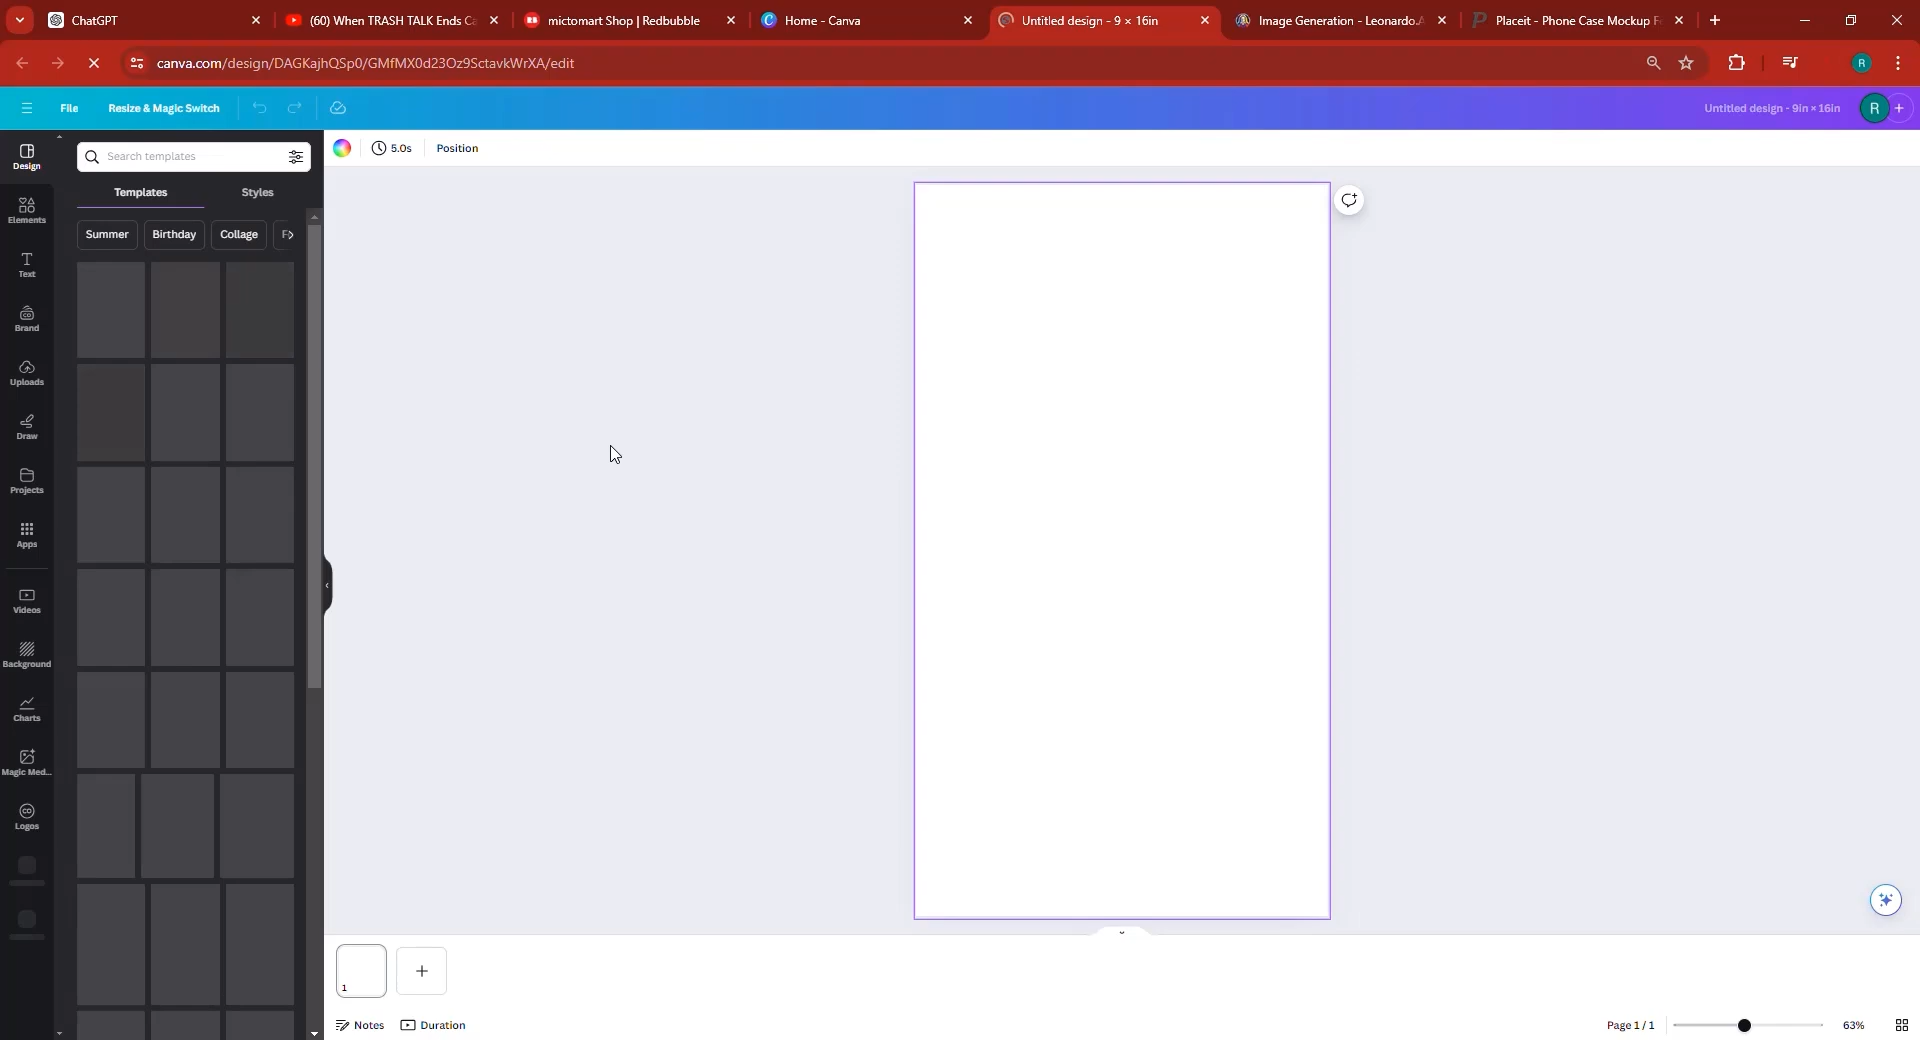 ChatGPT
(60) When TRASH TALK Ends Ca
mictomart Shop | Redbubble
Home - Canva
Untitled design - 9 × 16in
Image Generation - Leonardo.A
Placeit - Phone Case Mockup F
canva.com/design/DAGKajhQSp0/GMfMX0d23Oz9SctavkWrXA/edit
R
File
Resize & Magic Switch
Untitled design - 9in × 16in
R
Design
Search templates
5.0s
Position
Templates
Styles
Elements
Summer
Birthday
Collage
F
Text
Brand
Uploads
Draw
Projects
Apps
Videos
Background
Charts
Magic Med...
Logos
1
Notes
Duration
Page 1 / 1
63%